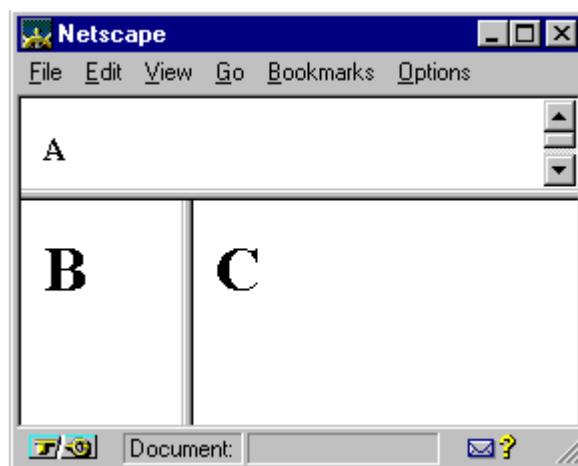 Netscape
File Edit View Go Bookmarks Options
A
B C
Document: ?